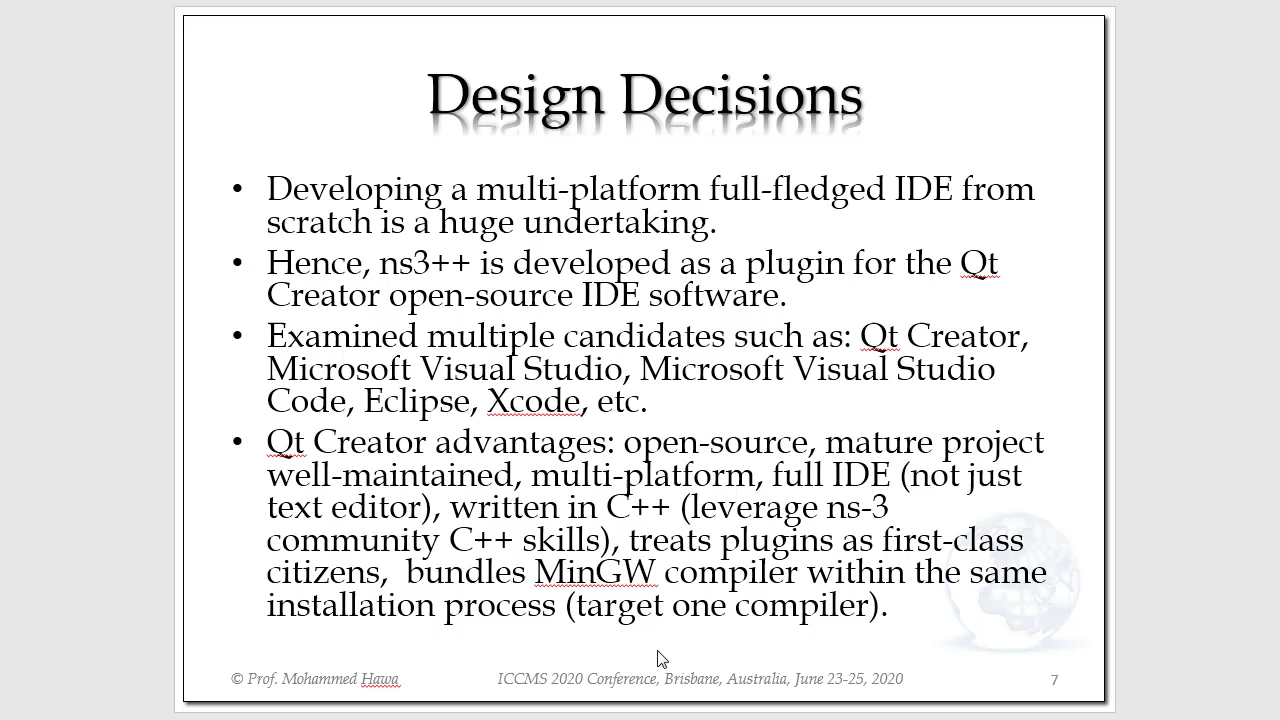 Design Decisions
• Developing a multi-platform full-fledged IDE from
scratch is a huge undertaking.
• Hence, ns3++ is developed as a plugin for the Qt
Creator open-source IDE software.
• Examined multiple candidates such as: Qt Creator,
Microsoft Visual Studio, Microsoft Visual Studio
Code, Eclipse, Xcode, etc.
• Qt Creator advantages: open-source, mature project
well-maintained, multi-platform, full IDE (not just
text editor), written in C++ (leverage ns-3
community C++ skills), treats plugins as first-class
citizens,  bundles MinGW compiler within the same
installation process (target one compiler).
© Prof. Mohammed Hawa ICCMS 2020 Conference, Brisbane, Australia, June 23-25, 2020 7